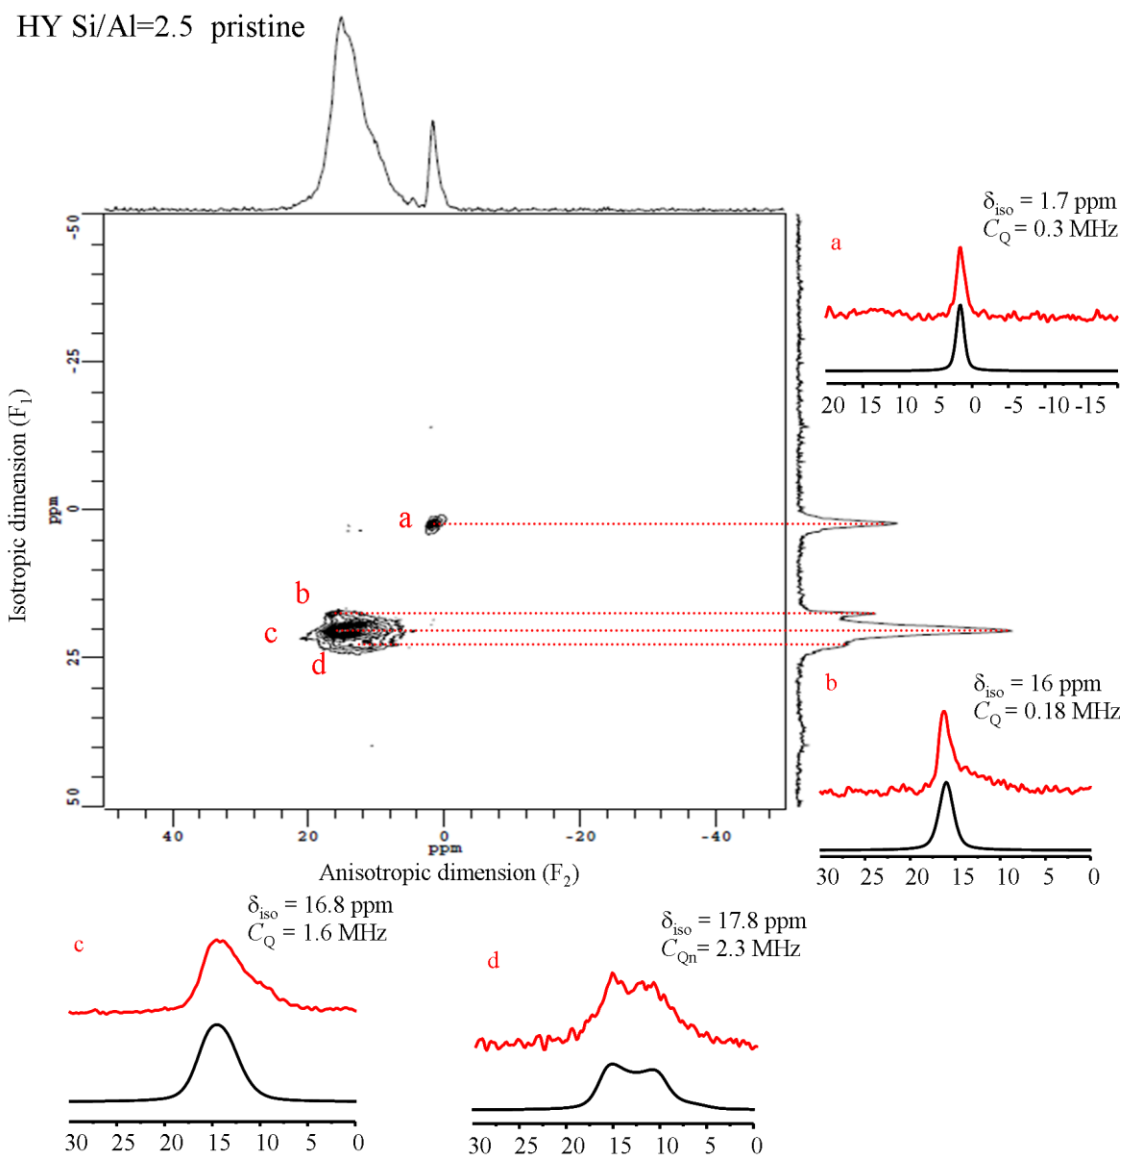 HY Si/Al=2.5 pristine
-50
-25
0
25
50
ppm
Isotropic dimension (F1)
40 20 0 -20 -40
ppm
Anisotropic dimension (F2)
a
b
c
d
a
δiso = 1.7 ppm
CQ = 0.3 MHz
20 15 10 5 0 -5 -10 -15
b
δiso = 16 ppm
CQ = 0.18 MHz
30 25 20 15 10 5 0
c
δiso = 16.8 ppm
CQ = 1.6 MHz
30 25 20 15 10 5 0
d
δiso = 17.8 ppm
CQn= 2.3 MHz
30 25 20 15 10 5 0